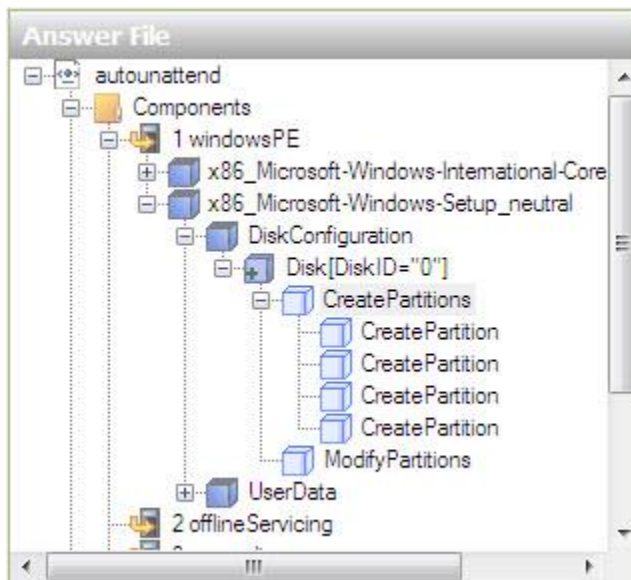 Answer File
autounattend
Components
1 windowsPE
x86_Microsoft-Windows-International-Core
x86_Microsoft-Windows-Setup_neutral
DiskConfiguration
Disk[DiskID="0"]
CreatePartitions
CreatePartition
CreatePartition
CreatePartition
CreatePartition
ModifyPartitions
UserData
2 offlineServicing